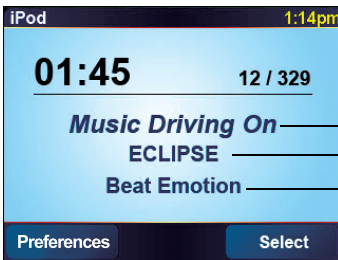 iPod 1:14pm
01:45 12 / 329
Music Driving On
ECLIPSE
Beat Emotion
Preferences Select